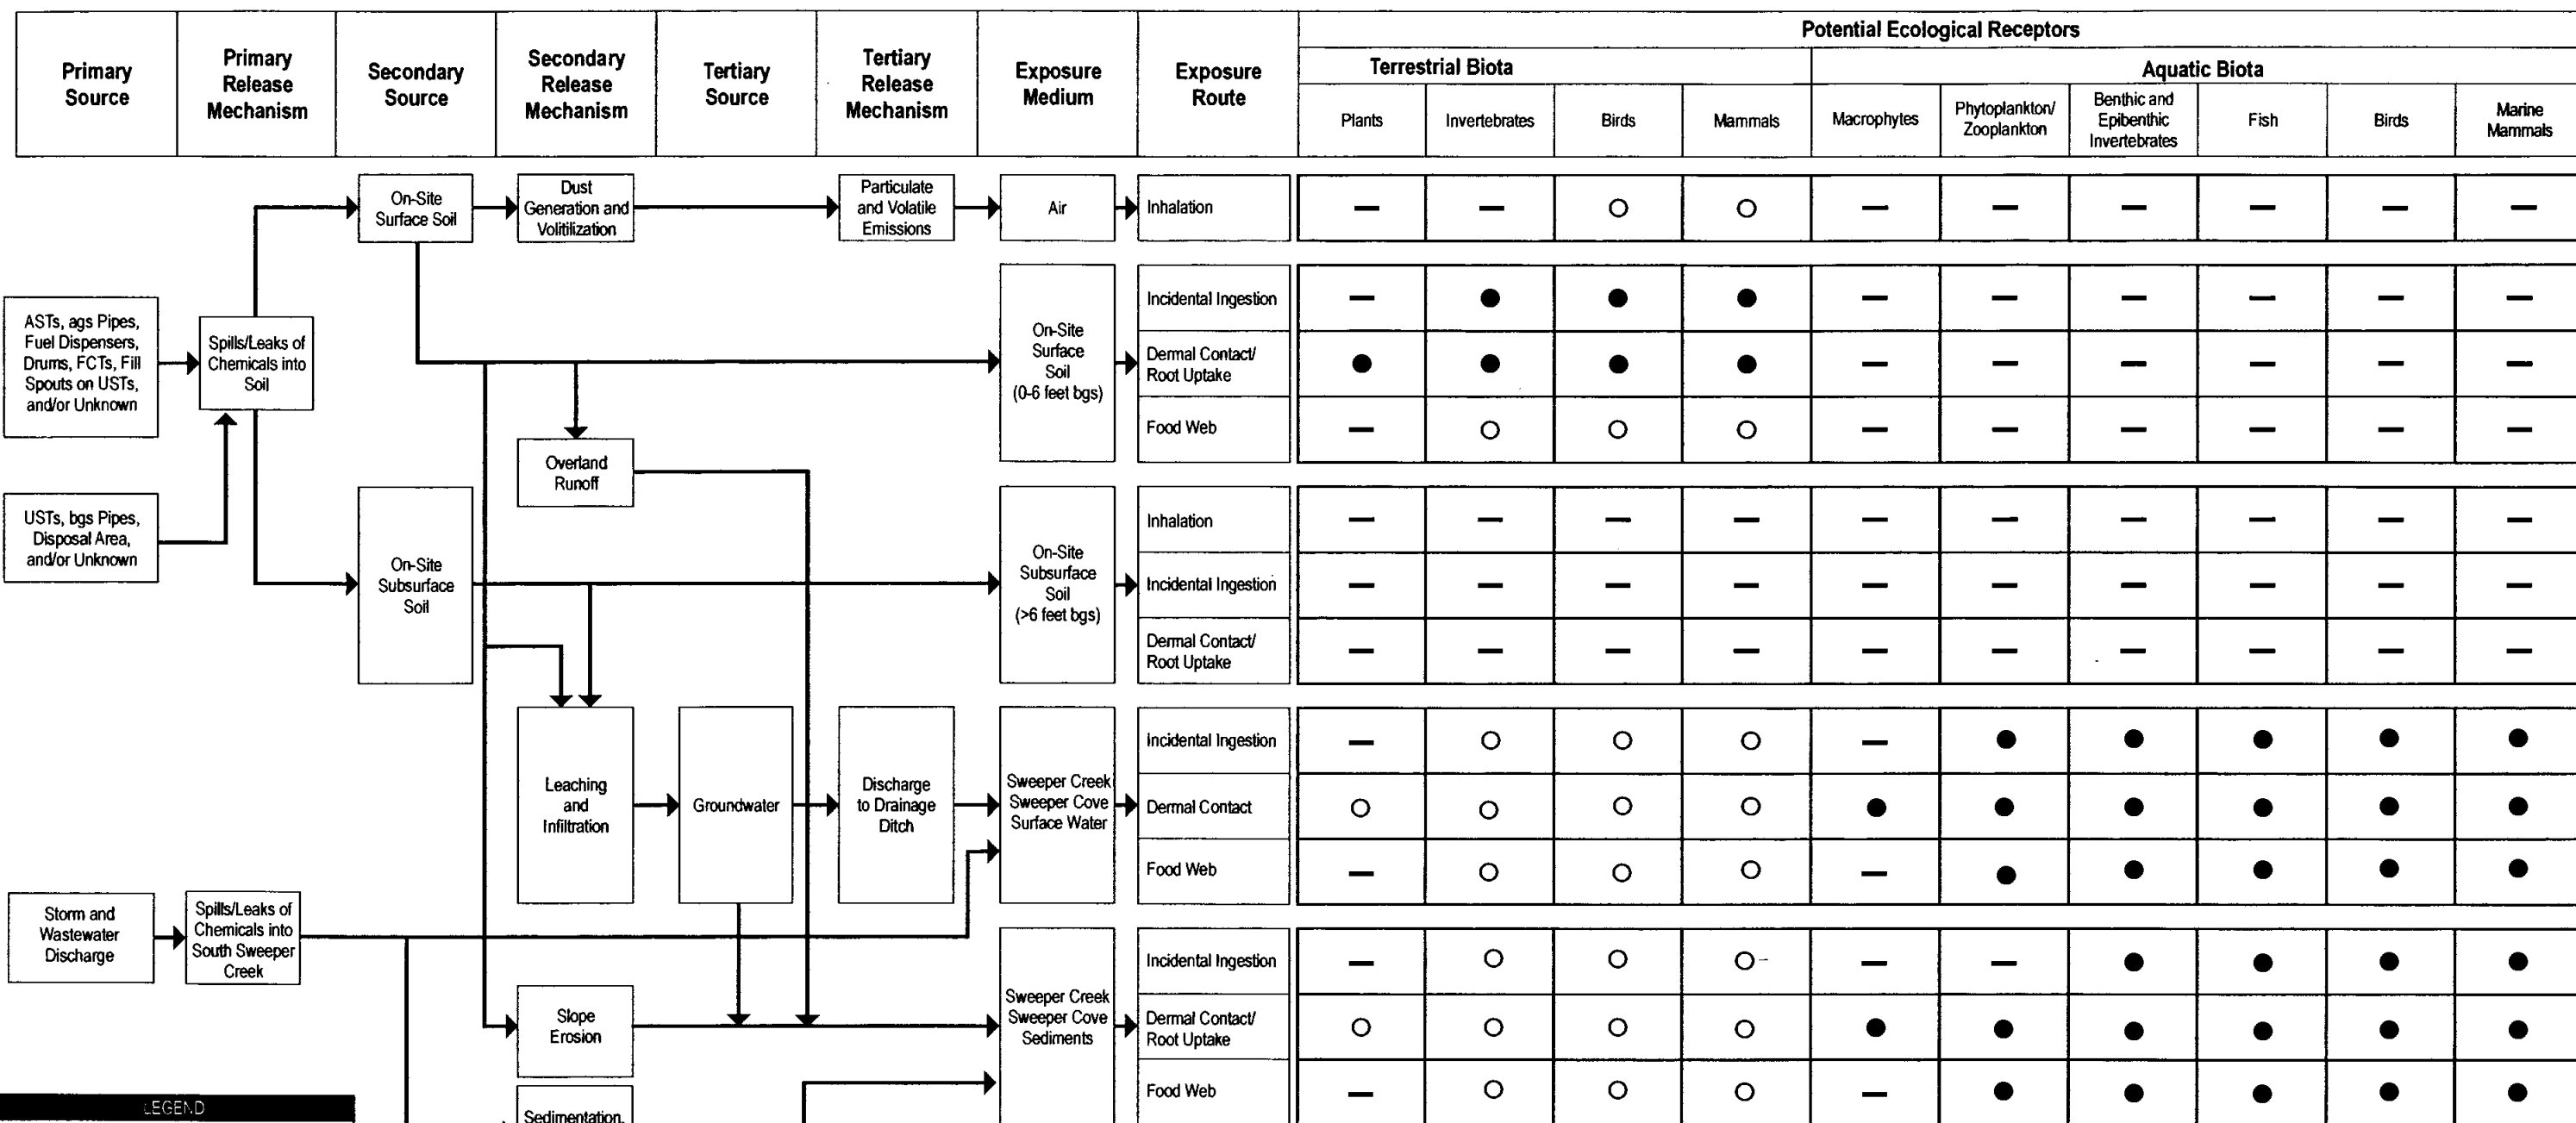 Potential Ecological Receptors
Primary
Source
Primary
Release
Mechanism
Secondary
Source
Secondary
Release
Mechanism
Tertiary
Source
Tertiary
Release
Mechanism
Exposure
Medium
Exposure
Route
Terrestrial Biota
Aquatic Biota
Plants
Invertebrates
Birds
Mammals
Macrophytes
Phytoplankton/
Zooplankton
Benthic and
Epibenthic
Invertebrates
Fish
Birds
Marine
Mammals
On-Site
Surface Soil
Dust
Generation and
Volitilization
Particulate
and Volatile
Emissions
Air
Inhalation
ASTs, ags Pipes,
Fuel Dispensers,
Drums, FCTs, Fill
Spouts on USTs,
and/or Unknown
Spills/Leaks of
Chemicals into
Soil
On-Site
Surface
Soil
(0-6 feet bgs)
Incidental Ingestion
Dermal Contact/
Root Uptake
Food Web
Overland
Runoff
USTs, bgs Pipes,
Disposal Area,
and/or Unknown
On-Site
Subsurface
Soil
On-Site
Subsurface
Soil
(>6 feet bgs)
Inhalation
Incidental Ingestion
Dermal Contact/
Root Uptake
Leaching
and
Infiltration
Groundwater
Discharge
to Drainage
Ditch
Sweeper Creek
Sweeper Cove
Surface Water
Incidental Ingestion
Dermal Contact
Food Web
Storm and
Wastewater
Discharge
Spills/Leaks of
Chemicals into
South Sweeper
Creek
Slope
Erosion
Sweeper Creek
Sweeper Cove
Sediments
Incidental Ingestion
Dermal Contact/
Root Uptake
Food Web
LEGEND
Sedimentation,